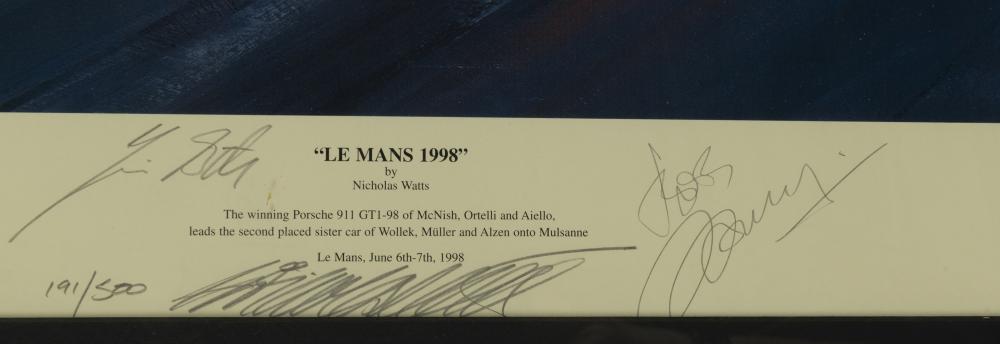 “LE MANS 1998”
by
Nicholas Watts
The winning Porsche 911 GT1-98 of McNish, Ortelli and Aiello,
leads the second placed sister car of Wollek, Müller and Alzen onto Mulsanne
Le Mans, June 6th-7th, 1998
191/500